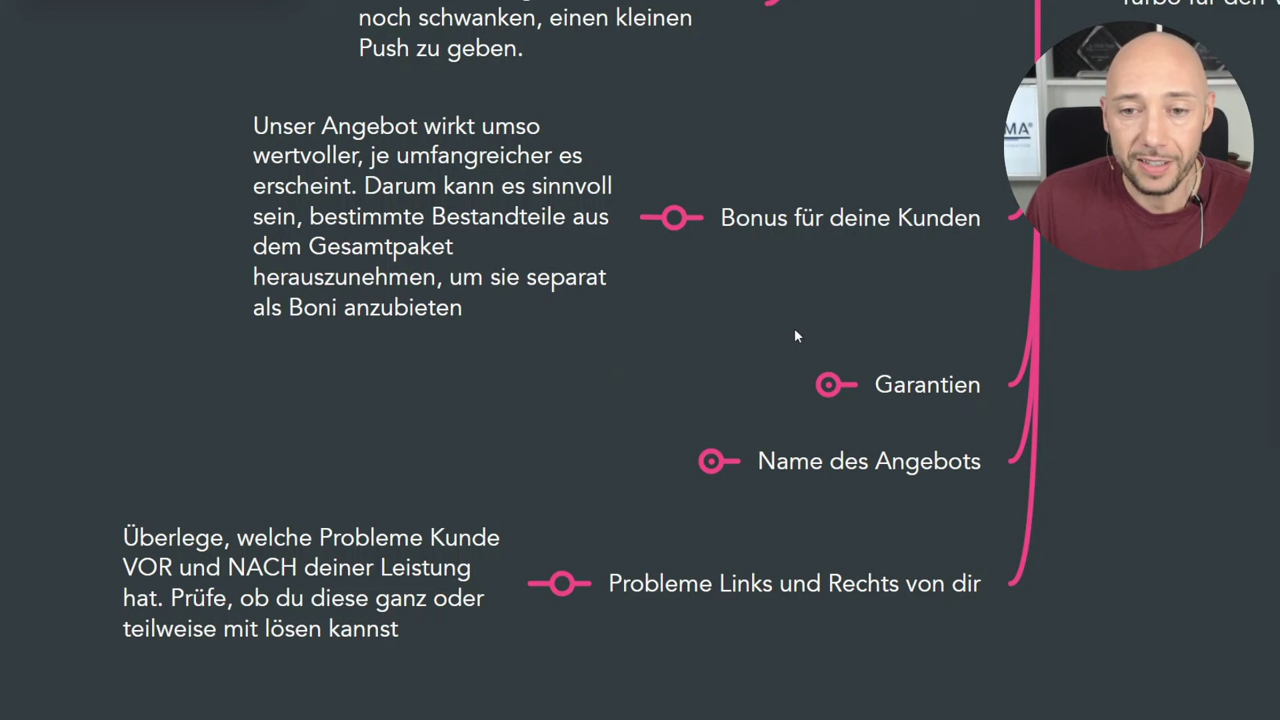 noch schwanken, einen kleinen
Push zu geben.
Unser Angebot wirkt umso
wertvoller, je umfangreicher es
erscheint. Darum kann es sinnvoll
sein, bestimmte Bestandteile aus
dem Gesamtpaket
herauszunehmen, um sie separat
als Boni anzubieten
Bonus für deine Kunden
Garantien
Name des Angebots
Überlege, welche Probleme Kunde
VOR und NACH deiner Leistung
hat. Prüfe, ob du diese ganz oder
teilweise mit lösen kannst
Probleme Links und Rechts von dir